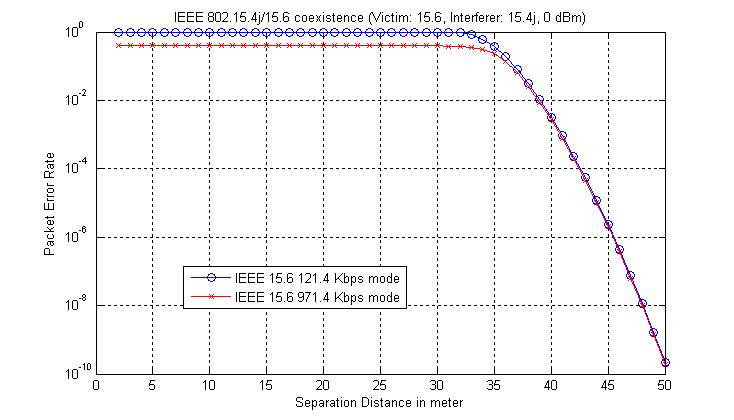 IEEE 802.15.4j/15.6 coexistence (Victim: 15.6, Interferer: 15.4j, 0 dBm)
10^0
10^-2
10^-4
10^-6
10^-8
10^-10
Packet Error Rate
IEEE 15.6 121.4 Kbps mode
IEEE 15.6 971.4 Kbps mode
0 5 10 15 20 25 30 35 40 45 50
Separation Distance in meter